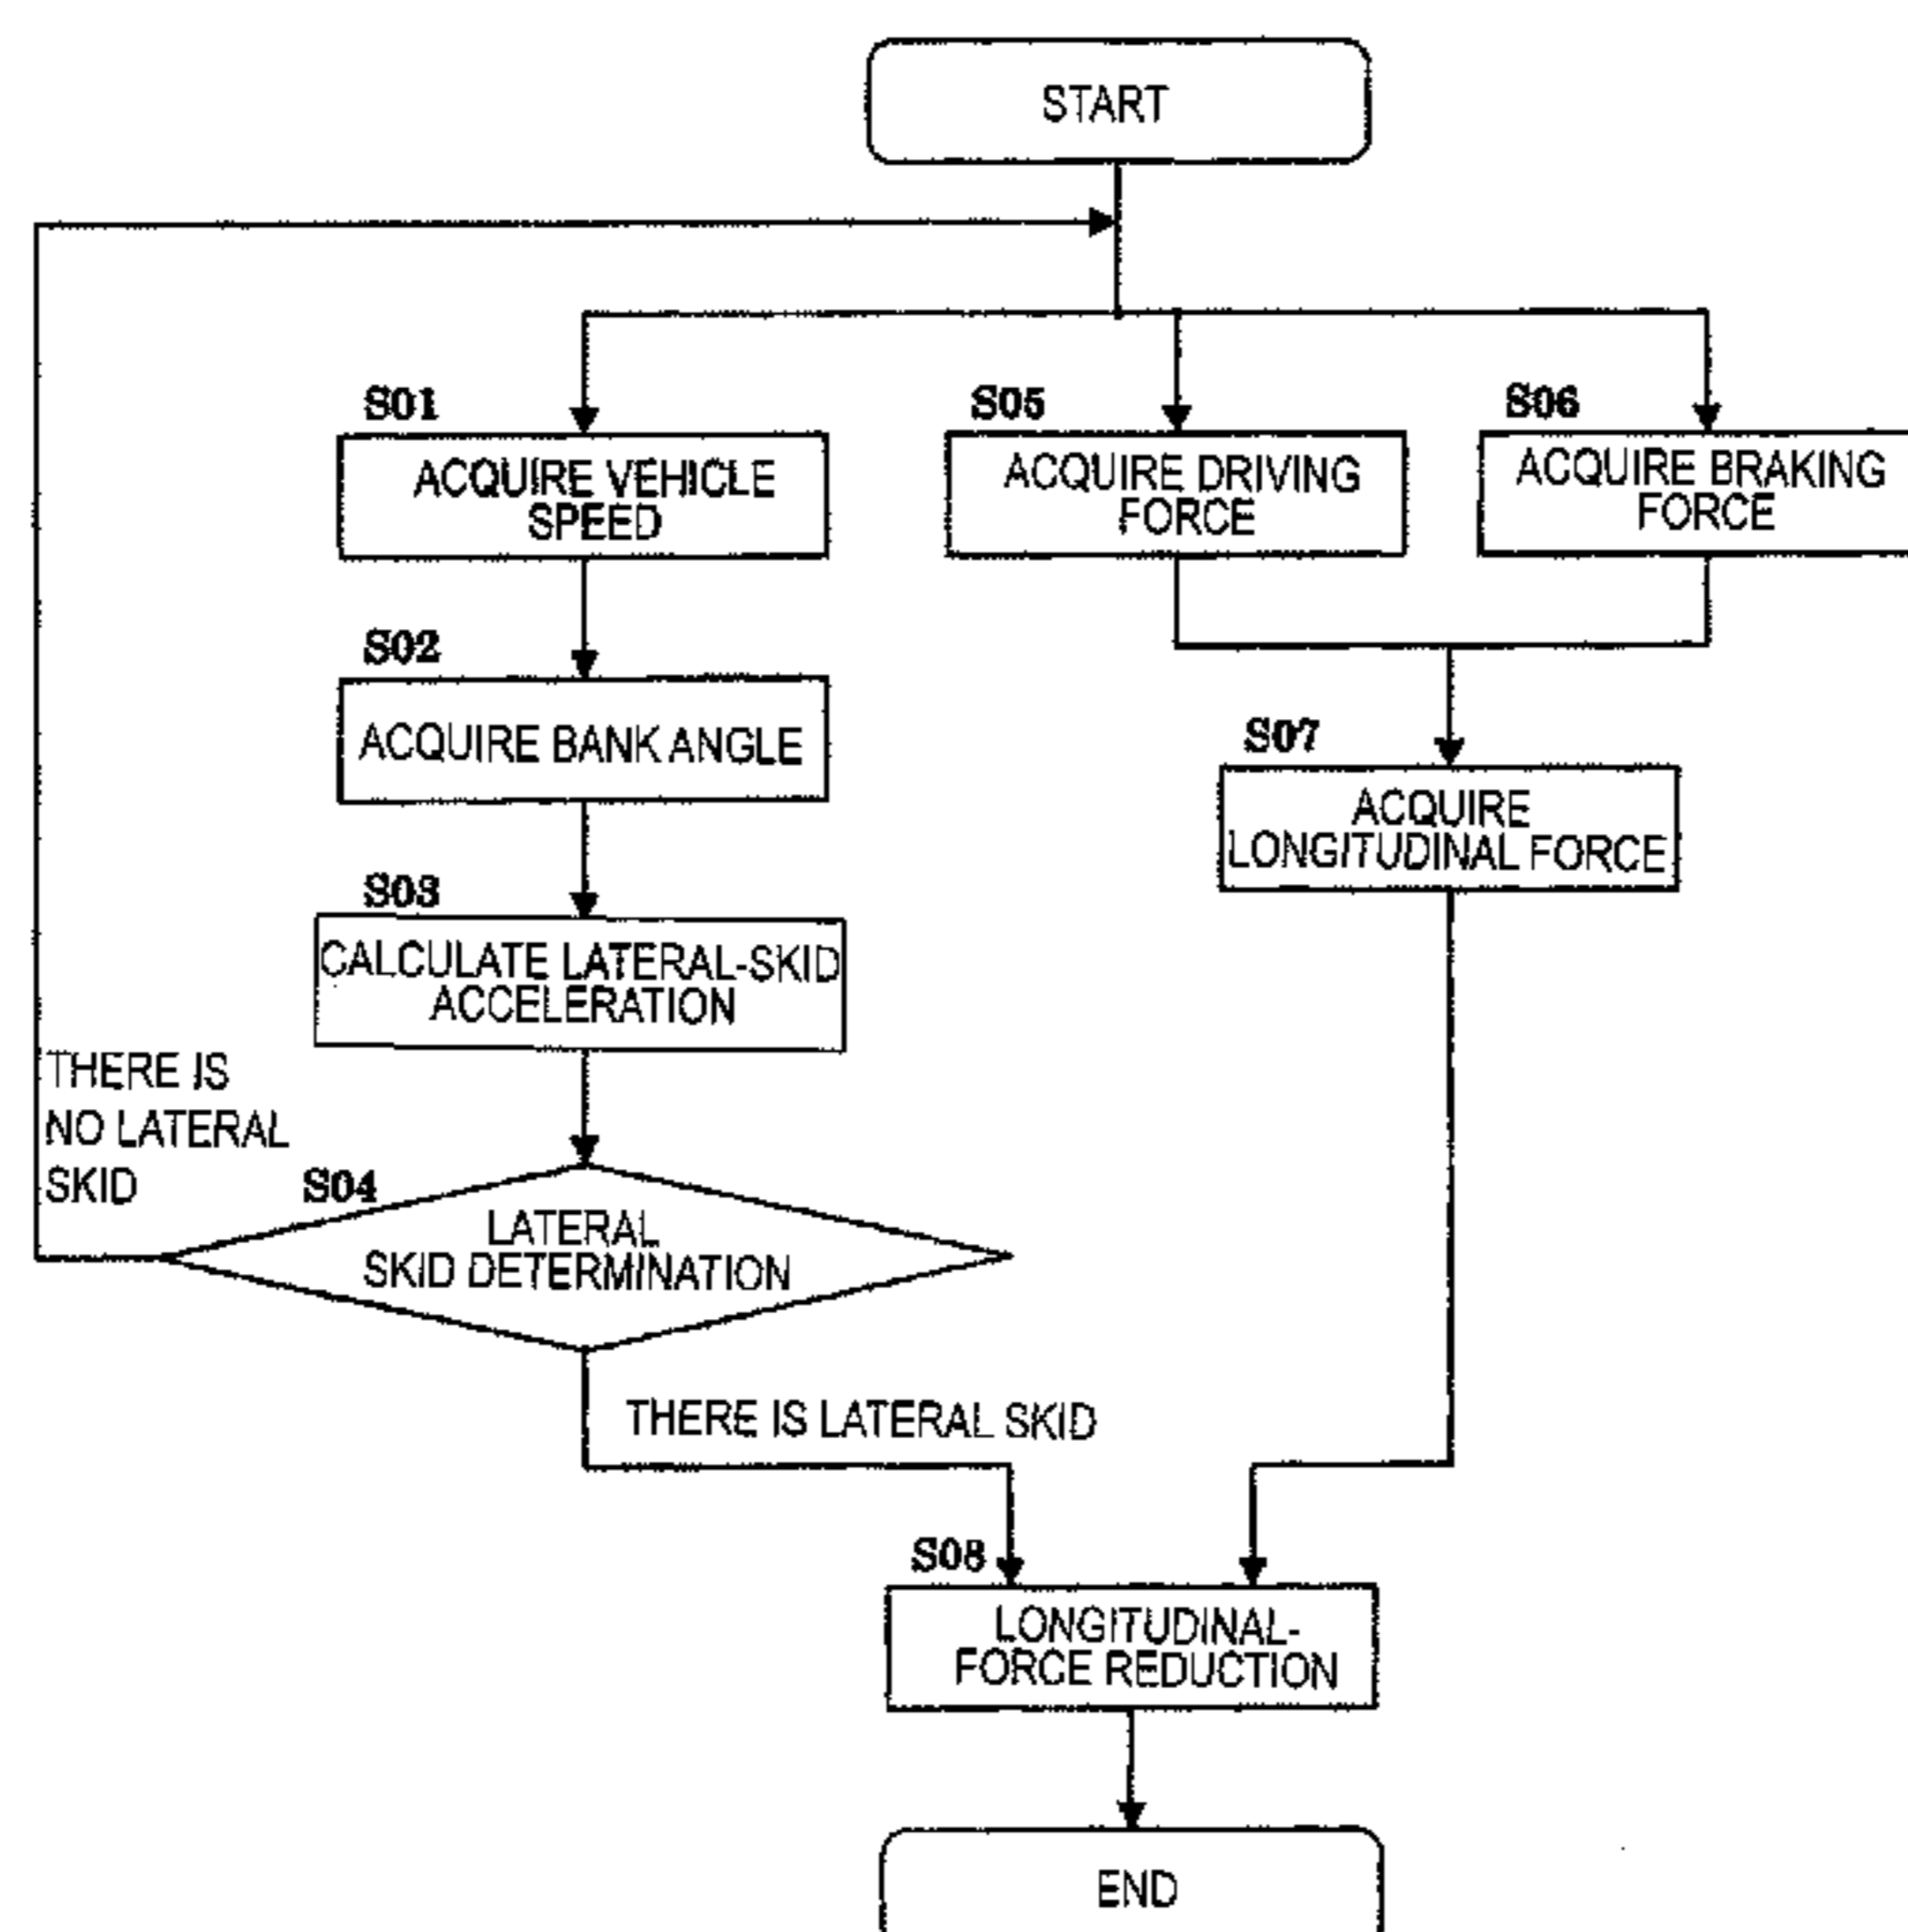 START
S01
ACQUIRE VEHICLE
SPEED
S05
ACQUIRE DRIVING
FORCE
S06
ACQUIRE BRAKING
FORCE
S02
ACQUIRE BANK ANGLE
S07
ACQUIRE
LONGITUDINAL FORCE
S03
CALCULATE LATERAL-SKID
ACCELERATION
THERE IS
NO LATERAL
SKID
S04
LATERAL
SKID DETERMINATION
THERE IS LATERAL SKID
S08
LONGITUDINAL-
FORCE REDUCTION
END